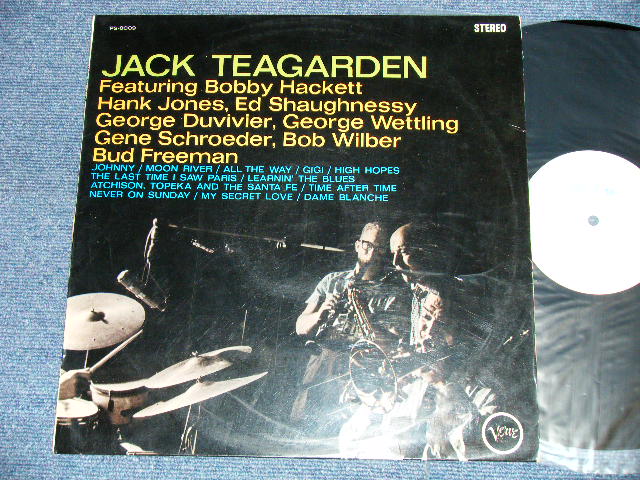 PS-8009
STEREO
JACK TEAGARDEN
Featuring Bobby Hackett
Hank Jones, Ed Shaughnessy
George Duvivier, George Wettling
Gene Schroeder, Bob Wilber
Bud Freeman
JOHNNY / MOON RIVER / ALL THE WAY / GIGI / HIGH HOPES
THE LAST TIME I SAW PARIS / LEARNIN' THE BLUES
ATCHISON, TOPEKA AND THE SANTA FE / TIME AFTER TIME
NEVER ON SUNDAY / MY SECRET LOVE / DAME BLANCHE
Verve